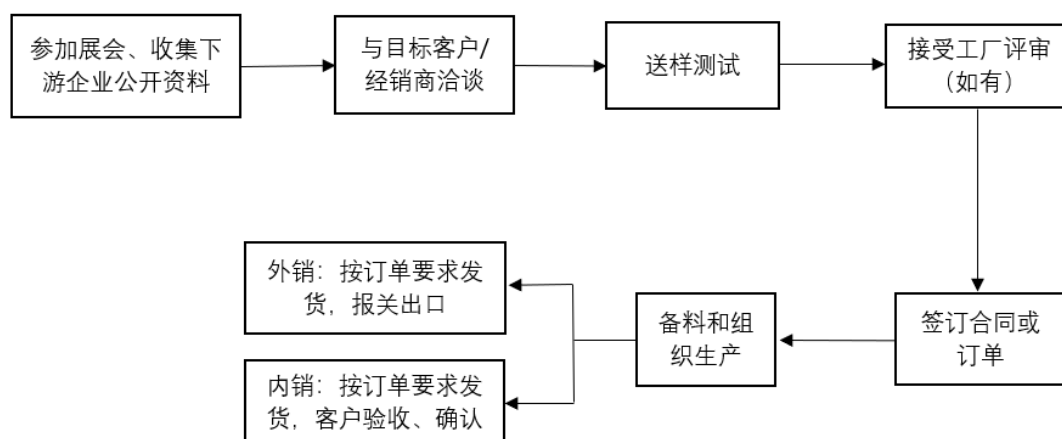 参加展会、收集下
游企业公开资料
与目标客户/
经销商洽谈
送样测试
接受工厂评审
（如有）
签订合同或
订单
备料和组
织生产
外销：按订单要求发
货，报关出口
内销：按订单要求发
货，客户验收、确认